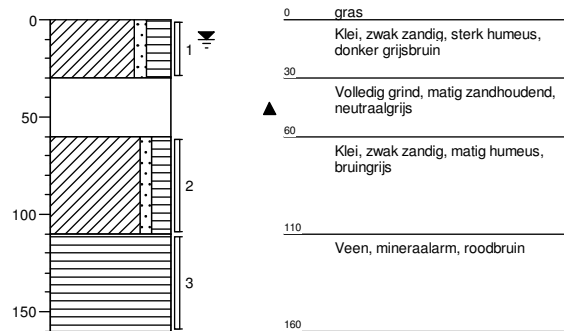 0
50
100
150
1
2
3
0 gras
Klei, zwak zandig, sterk humeus,
donker grijsbruin
30
Volledig grind, matig zandhoudend,
neutraalgrijs
60
Klei, zwak zandig, matig humeus,
bruingrijs
110
Veen, mineraalarm, roodbruin
160